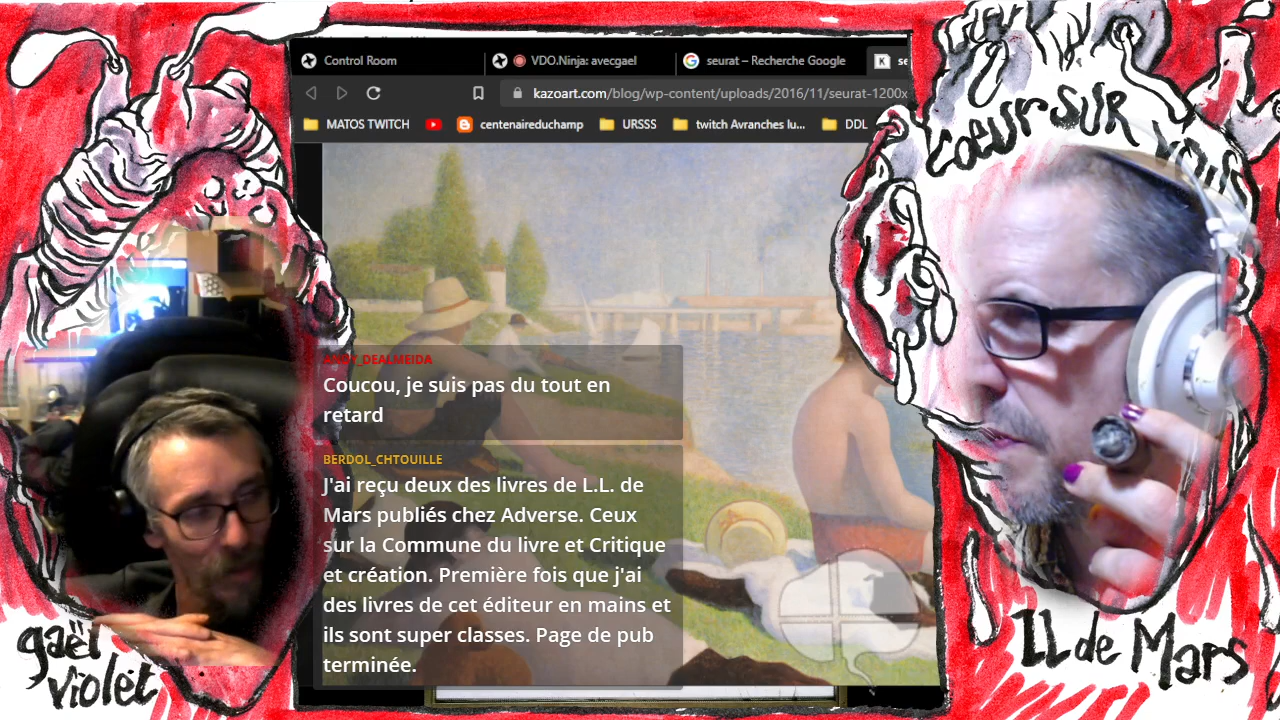 Control Room
VDO.Ninja: avecgael
seurat – Recherche Google
K
se
kazoart.com/blog/wp-content/uploads/2016/11/seurat-1200x
MATOS TWITCH
centenaireduchamp
URSSS
twitch Avranches lu...
DDL
CœUr SUR
VOUS
ANDY_DEALMEIDA
Coucou, je suis pas du tout en
retard
BERDOL_CHTOUILLE
J'ai reçu deux des livres de L.L. de
Mars publiés chez Adverse. Ceux
sur la Commune du livre et Critique
et création. Première fois que j'ai
des livres de cet éditeur en mains et
ils sont super classes. Page de pub
terminée.
gaël
violet
LL de Mars